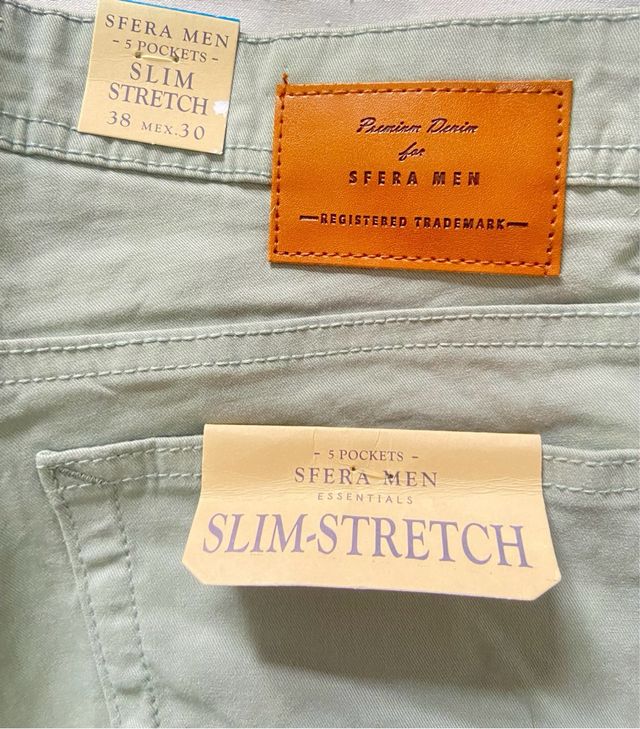 SFERA MEN
- 5 POCKETS -
SLIM
STRETCH
38 MEX.30
Premium Denim
for
SFERA MEN
—REGISTERED TRADEMARK—
- 5 POCKETS -
SFERA MEN
ESSENTIALS
SLIM-STRETCH